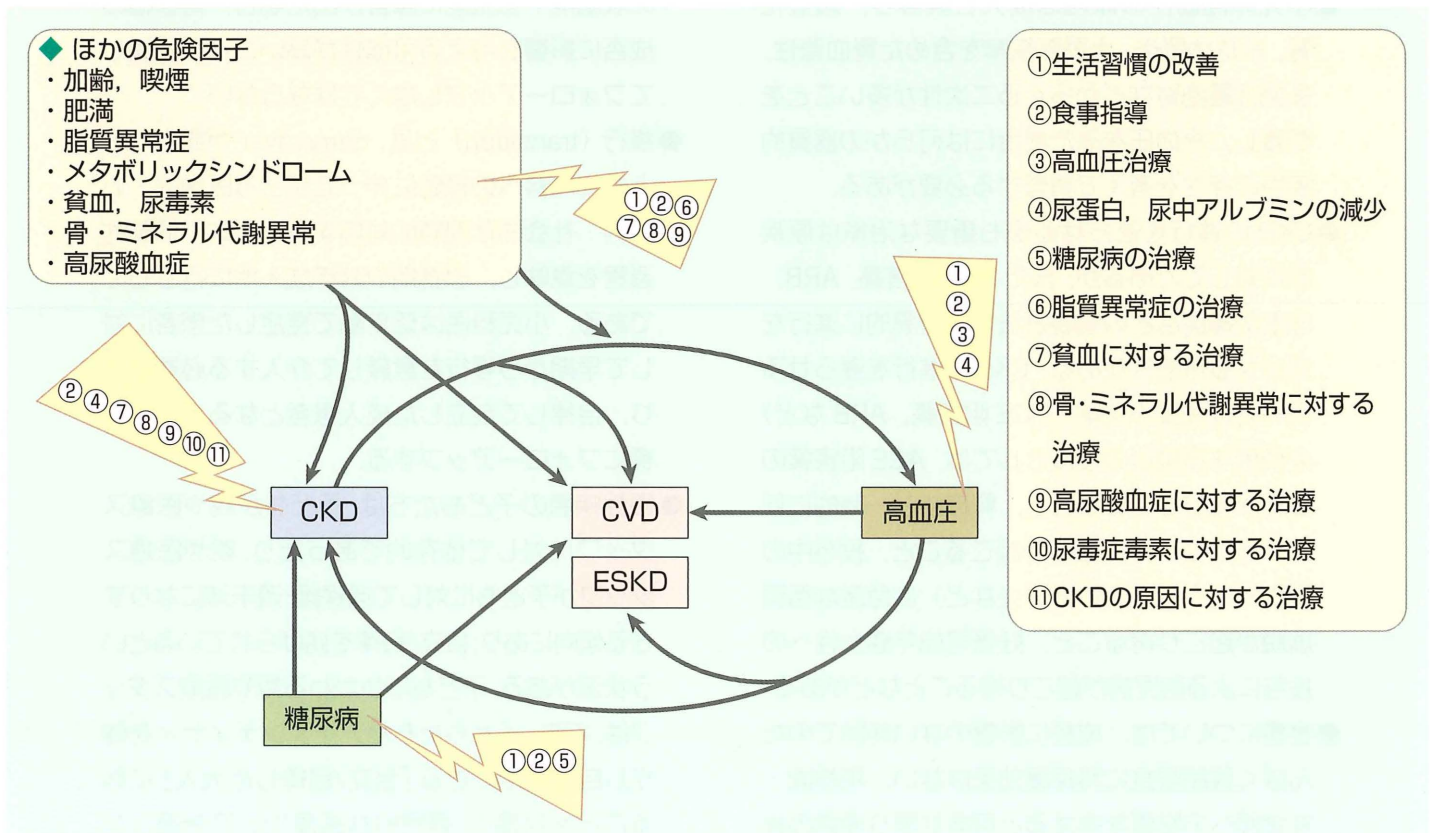 ◆ ほかの危険因子
・加齢，喫煙
・肥満
・脂質異常症
・メタボリックシンドローム
・貧血，尿毒素
・骨・ミネラル代謝異常
・高尿酸血症
①②⑥
⑦⑧⑨
①
②
③
④
②④⑦⑧⑨⑩⑪
CKD
CVD
高血圧
ESKD
糖尿病
①②⑤
①生活習慣の改善
②食事指導
③高血圧治療
④尿蛋白，尿中アルブミンの減少
⑤糖尿病の治療
⑥脂質異常症の治療
⑦貧血に対する治療
⑧骨・ミネラル代謝異常に対する
治療
⑨高尿酸血症に対する治療
⑩尿毒症毒素に対する治療
⑪CKDの原因に対する治療